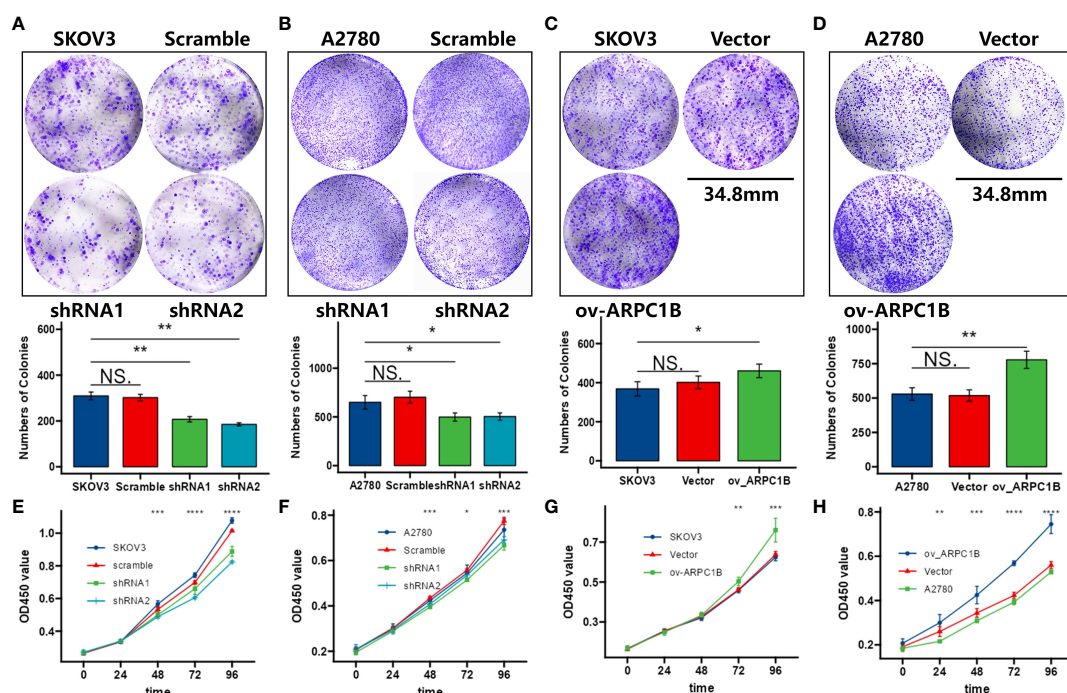 A
SKOV3 Scramble
shRNA1 shRNA2
Numbers of Colonies
600
400
200
0
**
**
NS.
SKOV3 Scramble shRNA1 shRNA2
B
A2780 Scramble
shRNA1 shRNA2
Numbers of Colonies
1000
500
0
*
*
NS.
A2780 Scramble shRNA1 shRNA2
C
SKOV3 Vector
34.8mm
ov-ARPC1B
Numbers of Colonies
600
400
200
0
*
NS.
SKOV3 Vector ov_ARPC1B
D
A2780 Vector
34.8mm
ov-ARPC1B
Numbers of Colonies
1000
750
500
250
0
**
NS.
A2780 Vector ov_ARPC1B
E
OD450 value
1.0
0.8
0.6
0.4
*** **** ****
SKOV3
scramble
shRNA1
shRNA2
0 24 48 72 96
time
F
OD450 value
0.8
0.6
0.4
0.2
*** * ***
A2780
Scramble
shRNA1
shRNA2
0 24 48 72 96
time
G
OD450 value
0.7
0.5
0.3
** ***
SKOV3
Vector
ov-ARPC1B
0 24 48 72 96
time
H
OD450 value
0.8
0.6
0.4
0.2
** *** **** ****
ov_ARPC1B
Vector
A2780
0 24 48 72 96
time